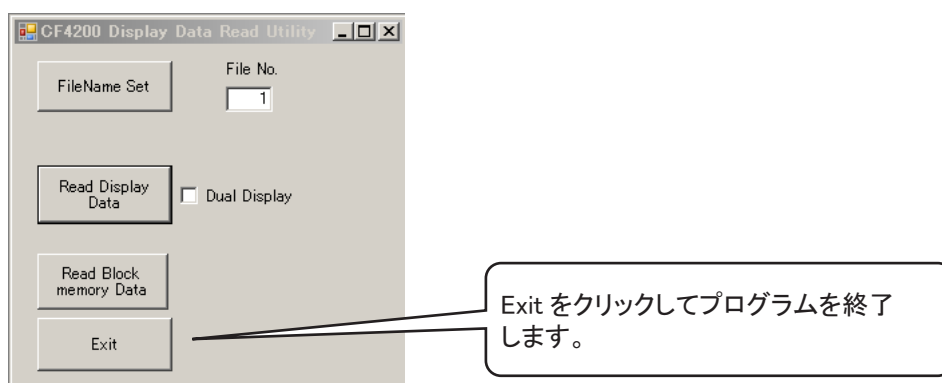 CF4200 Display Data Read Utility
FileName Set
File No.
1
Read Display
Data
Dual Display
Read Block
memory Data
Exit
Exit をクリックしてプログラムを終了
します。